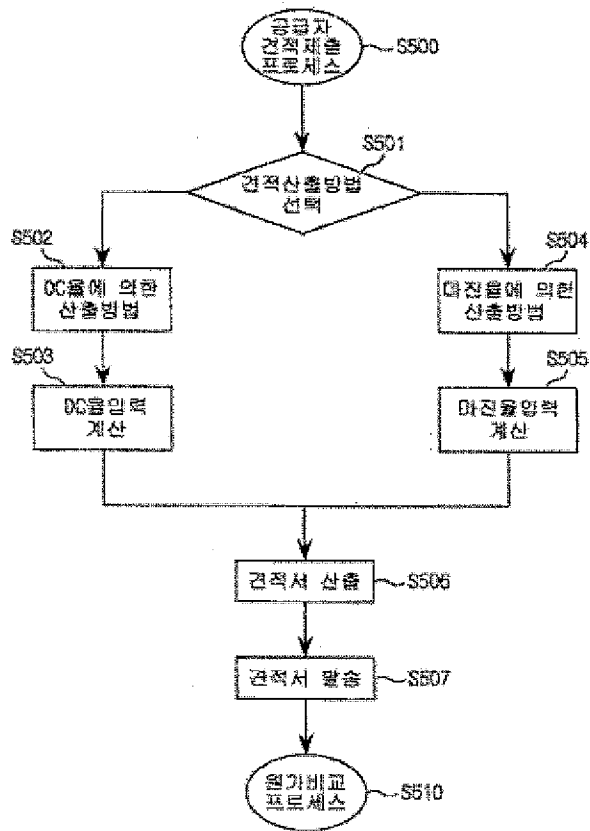 공급자
견적제출
프로세스
S500
S501
견적산출방법
선택
S502
DC율에 의한
산출방법
S504
마진율에 의한
산출방법
S503
DC율입력
계산
S505
마진율입력
계산
견적서 산출
S506
견적서 발송
S507
원가비교
프로세스
S510